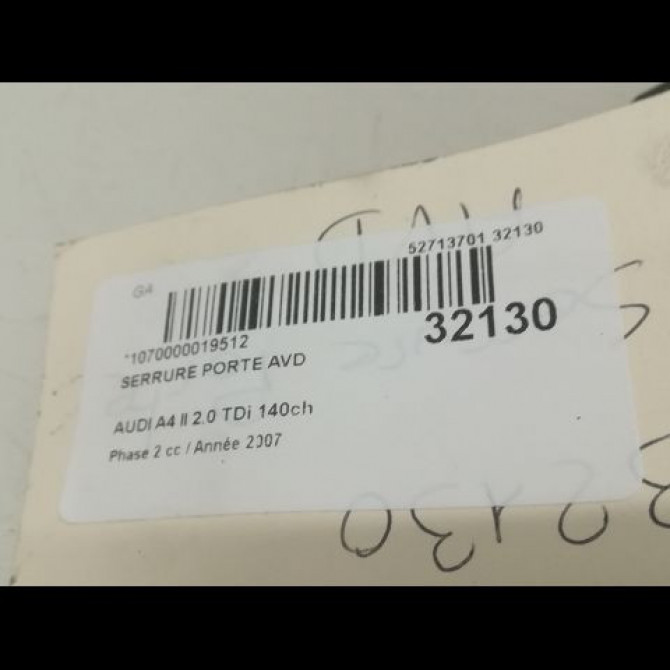 52713701 32130
G4
*1070000019512
32130
SERRURE PORTE AVD
AUDI A4 II 2.0 TDi 140ch
Phase 2 cc / Année 2007
32130